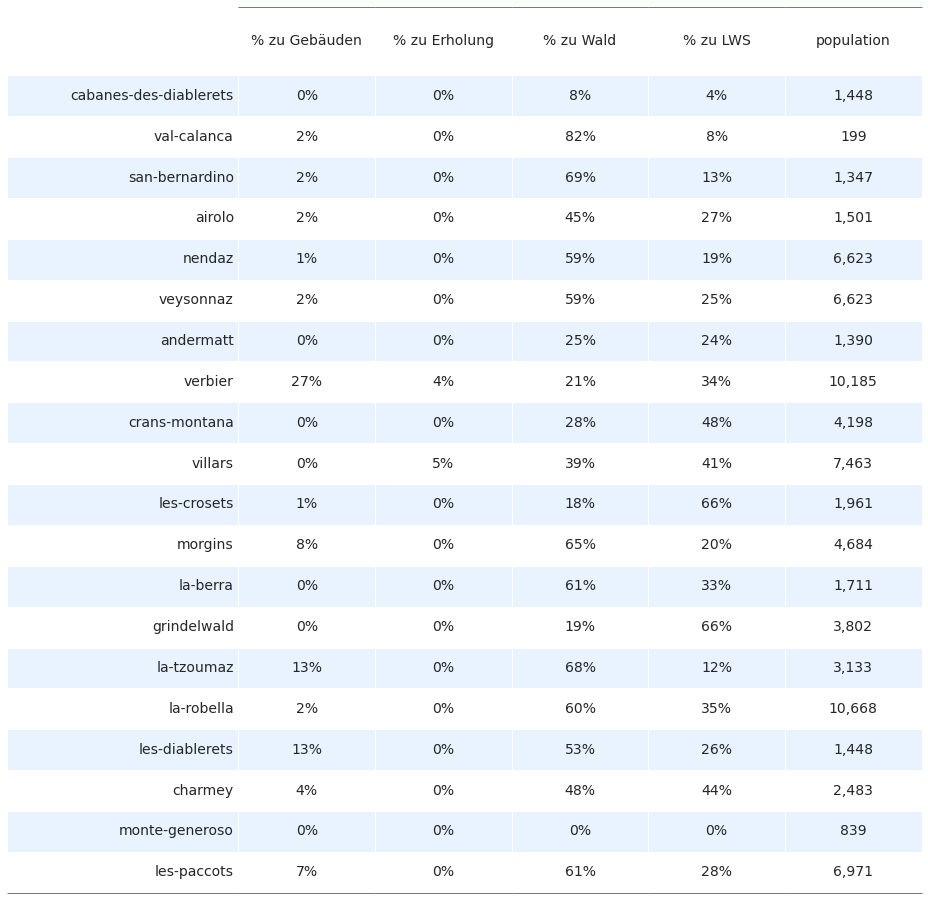 % zu Gebäuden % zu Erholung % zu Wald % zu LWS population
cabanes-des-diablerets 0% 0% 8% 4% 1,448
val-calanca 2% 0% 82% 8% 199
san-bernardino 2% 0% 69% 13% 1,347
airolo 2% 0% 45% 27% 1,501
nendaz 1% 0% 59% 19% 6,623
veysonnaz 2% 0% 59% 25% 6,623
andermatt 0% 0% 25% 24% 1,390
verbier 27% 4% 21% 34% 10,185
crans-montana 0% 0% 28% 48% 4,198
villars 0% 5% 39% 41% 7,463
les-crosets 1% 0% 18% 66% 1,961
morgins 8% 0% 65% 20% 4,684
la-berra 0% 0% 61% 33% 1,711
grindelwald 0% 0% 19% 66% 3,802
la-tzoumaz 13% 0% 68% 12% 3,133
la-robella 2% 0% 60% 35% 10,668
les-diablerets 13% 0% 53% 26% 1,448
charmey 4% 0% 48% 44% 2,483
monte-generoso 0% 0% 0% 0% 839
les-paccots 7% 0% 61% 28% 6,971